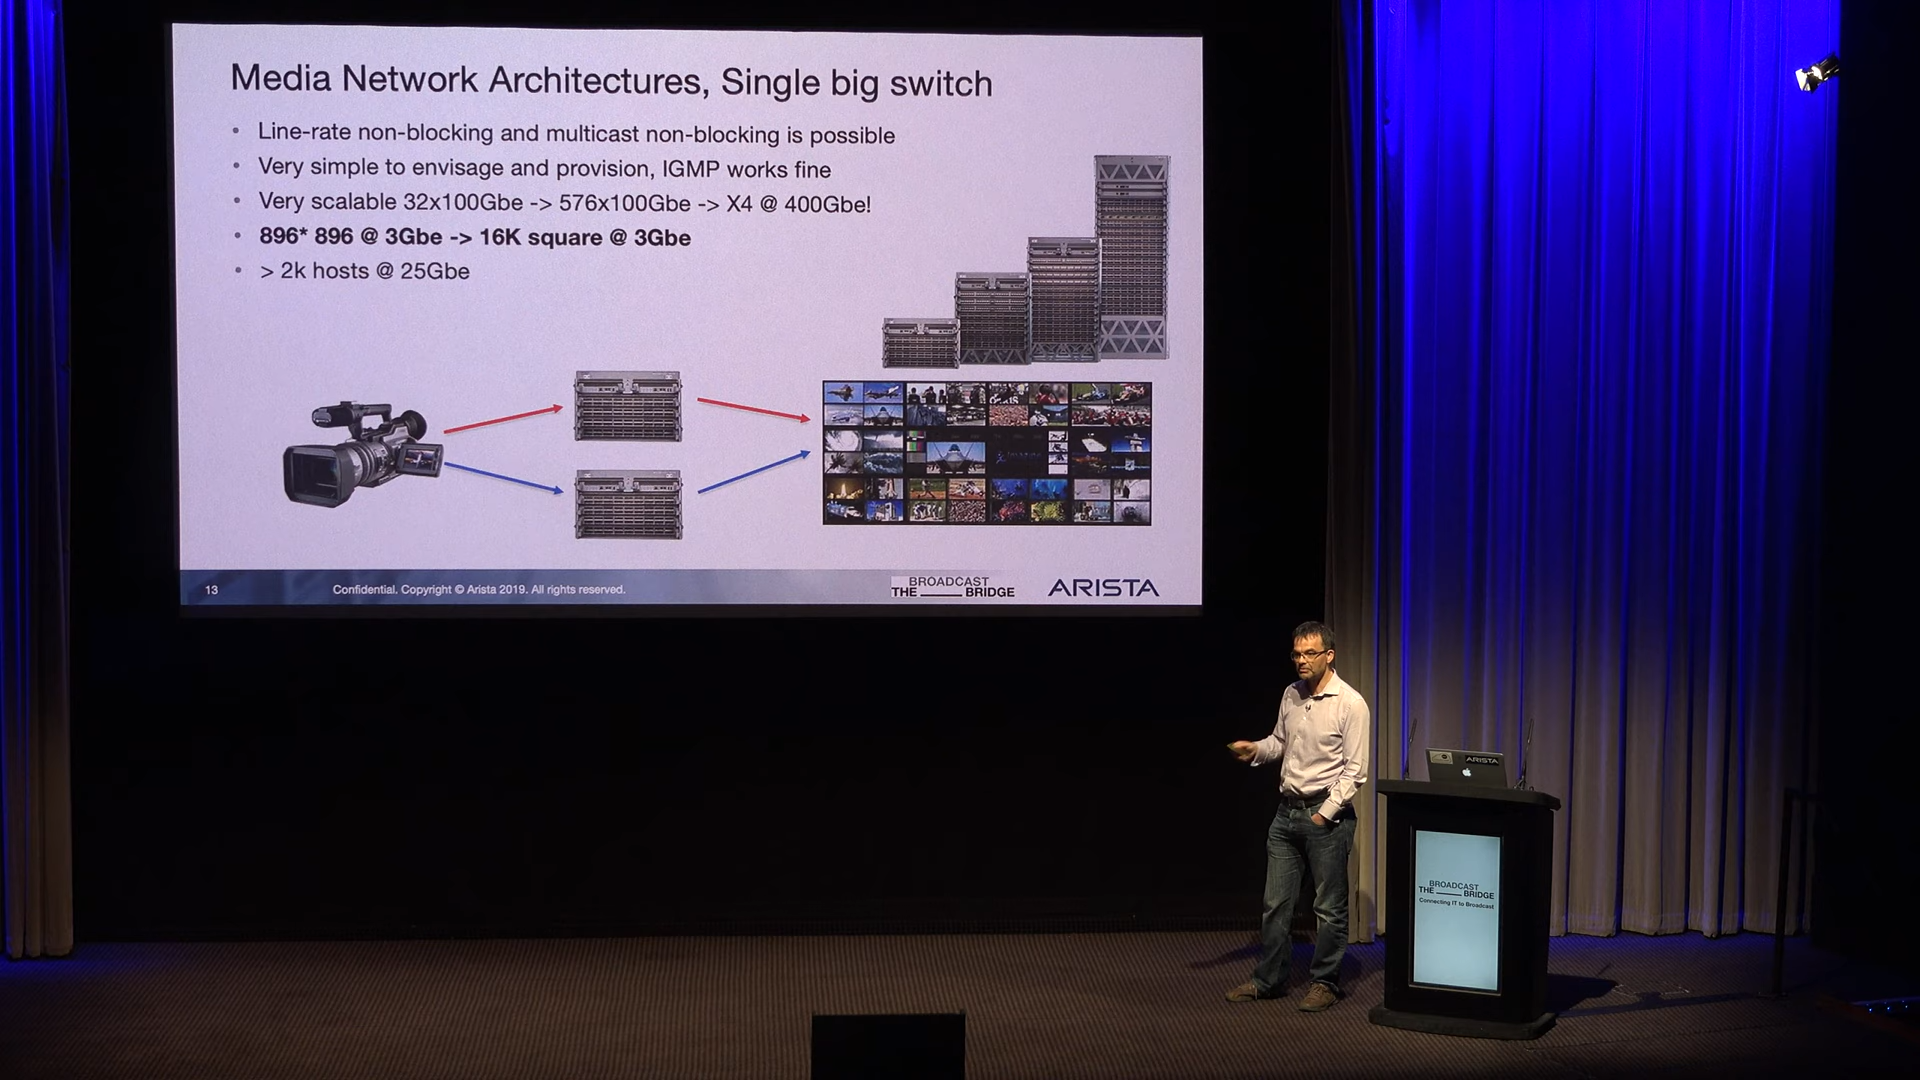 Media Network Architectures, Single big switch
• Line-rate non-blocking and multicast non-blocking is possible
• Very simple to envisage and provision, IGMP works fine
• Very scalable 32x100Gbe -> 576x100Gbe -> X4 @ 400Gbe!
• 896* 896 @ 3Gbe -> 16K square @ 3Gbe
• > 2k hosts @ 25Gbe
13
Confidential. Copyright © Arista 2019. All rights reserved.
BROADCAST
THE BRIDGE
ARISTA
ARISTA
BROADCAST
THE BRIDGE
Connecting IT to Broadcast